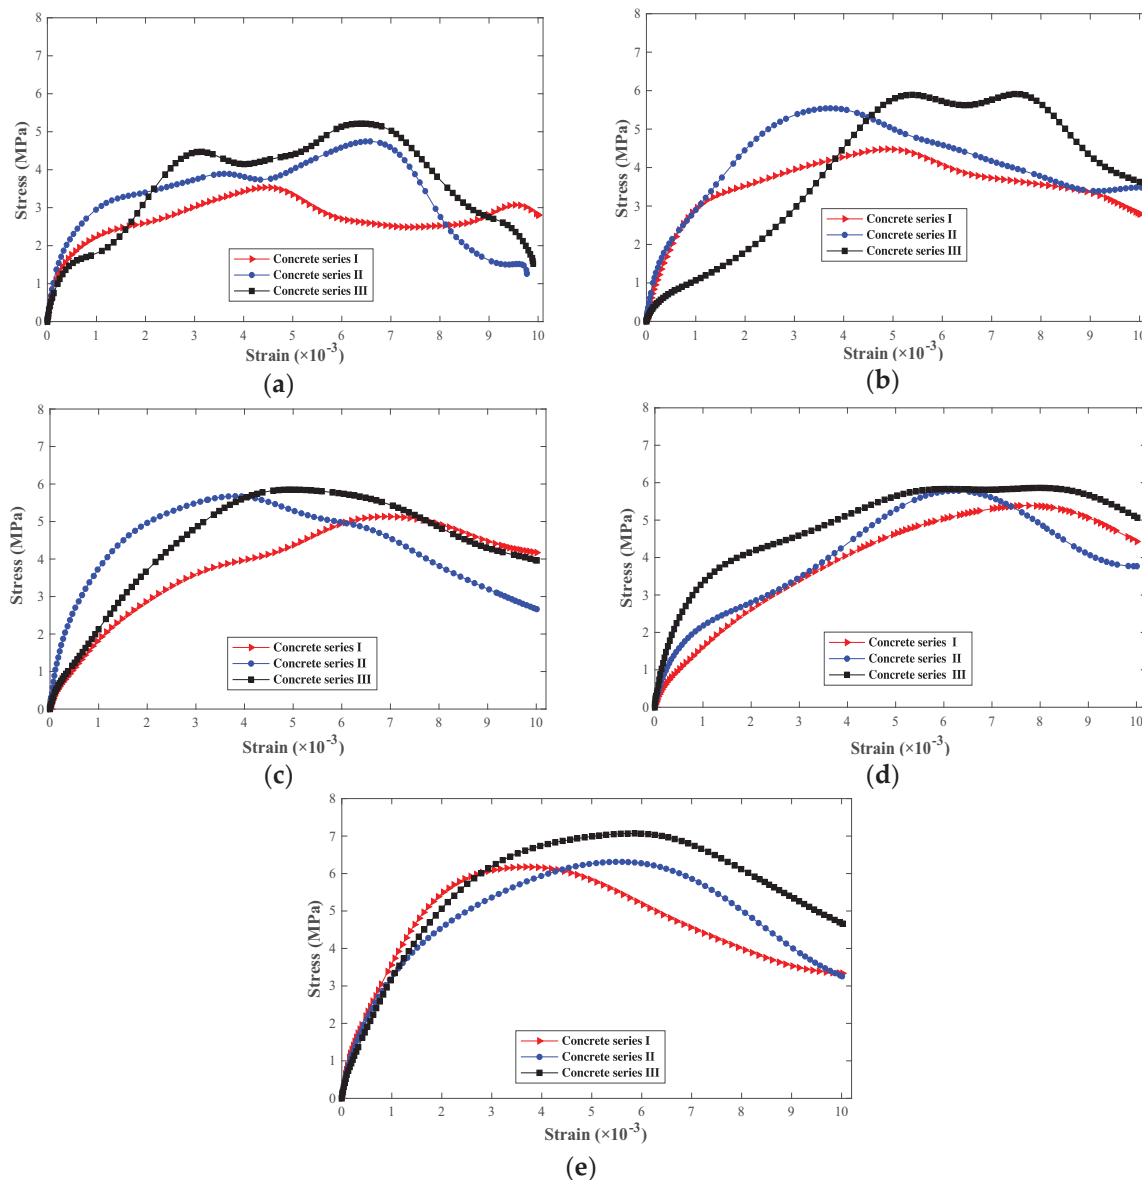 8
7
6
5
4
3
2
1
0
Stress (MPa)
Concrete series I
Concrete series II
Concrete series III
0 1 2 3 4 5 6 7 8 9 10
Strain (×10⁻³)
(a)
8
7
6
5
4
3
2
1
0
Stress (MPa)
Concrete series I
Concrete series II
Concrete series III
0 1 2 3 4 5 6 7 8 9 10
Strain (×10⁻³)
(b)
8
7
6
5
4
3
2
1
0
Stress (MPa)
Concrete series I
Concrete series II
Concrete series III
0 1 2 3 4 5 6 7 8 9 10
Strain (×10⁻³)
(c)
8
7
6
5
4
3
2
1
0
Stress (MPa)
Concrete series I
Concrete series II
Concrete series III
0 1 2 3 4 5 6 7 8 9 10
Strain (×10⁻³)
(d)
8
7
6
5
4
3
2
1
0
Stress (MPa)
Concrete series I
Concrete series II
Concrete series III
0 1 2 3 4 5 6 7 8 9 10
Strain (×10⁻³)
(e)